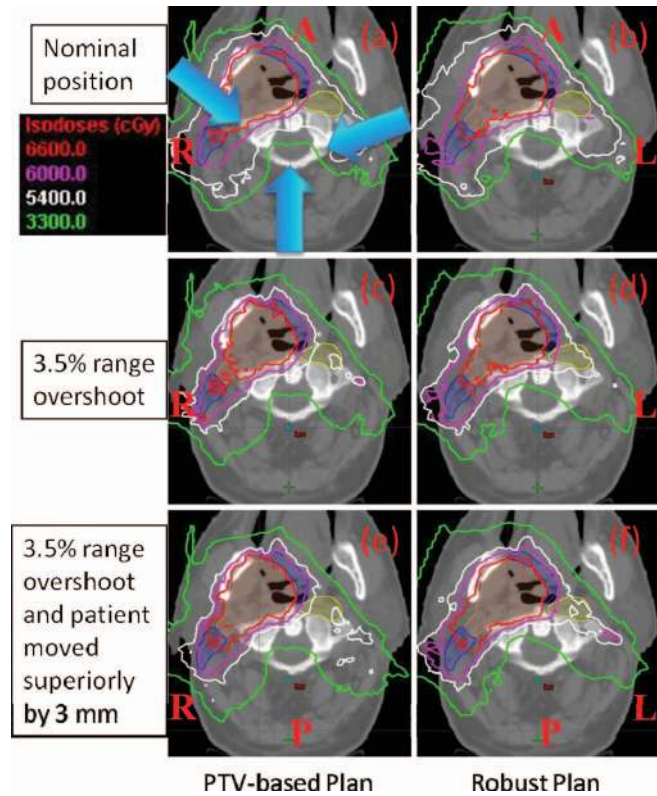 Nominal
position
Isodoses (cGy)
6600.0
6000.0
5400.0
3300.0
A
(a)
R
A
(b)
L
3.5% range
overshoot
(c)
R
(d)
L
3.5% range
overshoot
and patient
moved
superiorly
by 3 mm
(e)
R
P
(f)
P
L
PTV-based Plan
Robust Plan